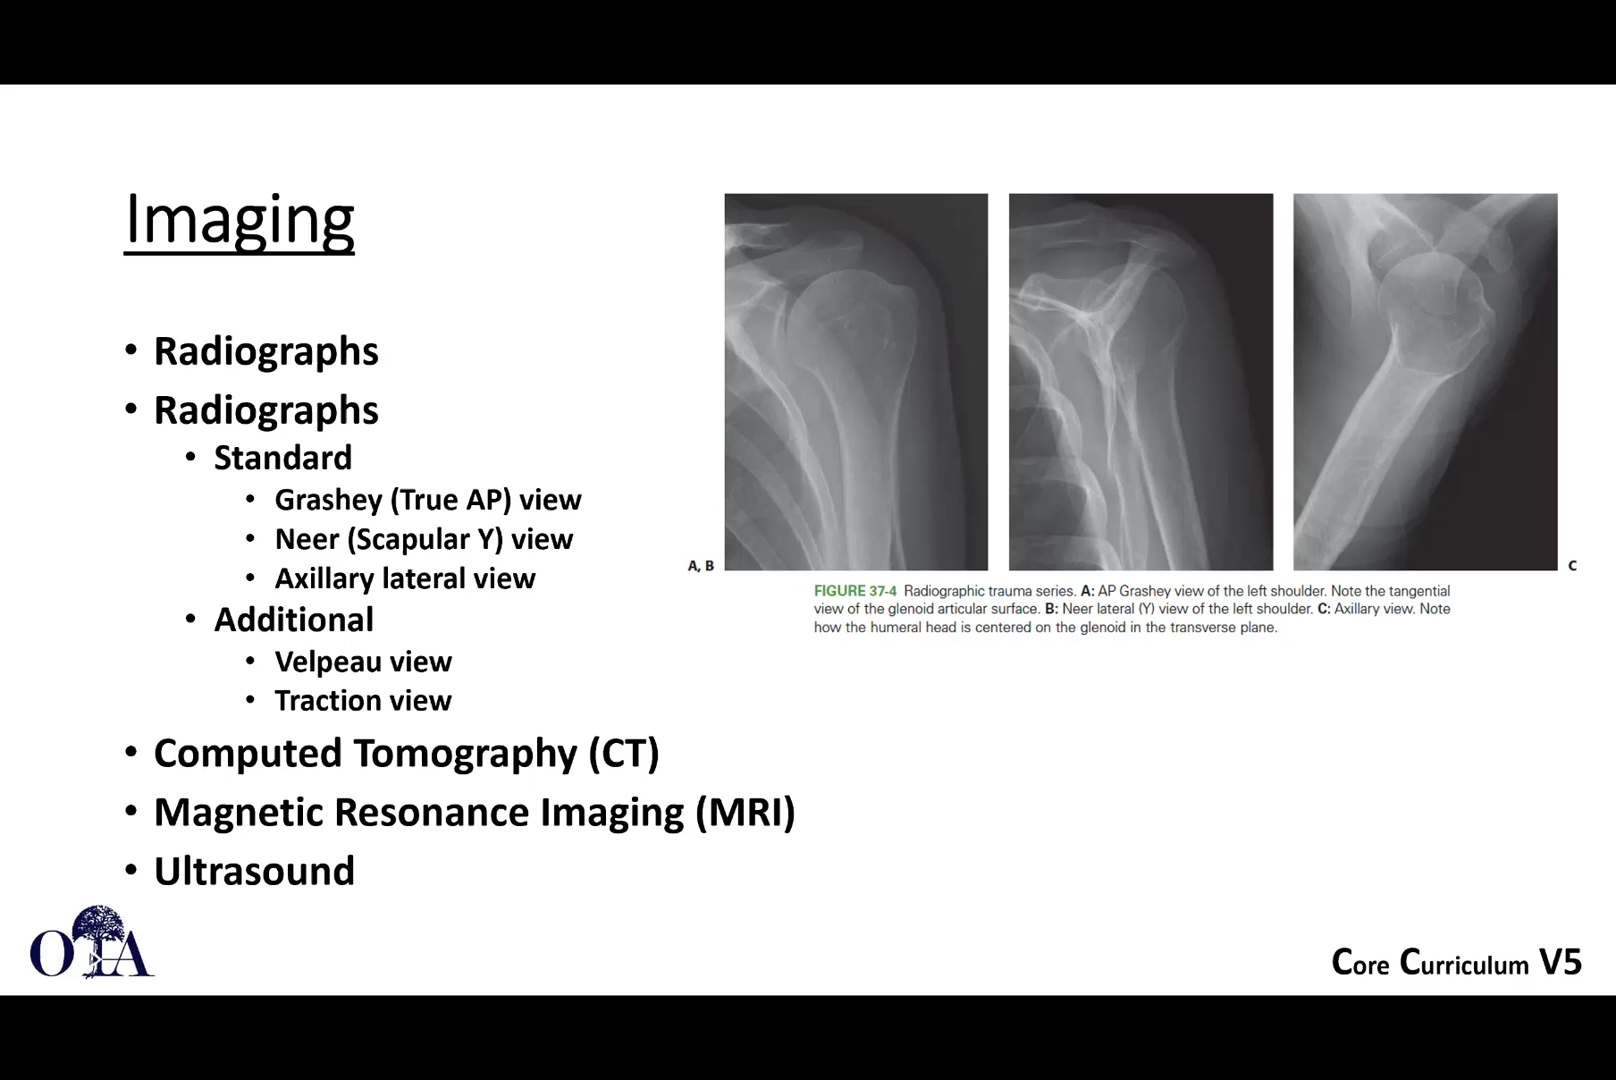 Imaging
• Radiographs
• Radiographs
• Standard
• Grashey (True AP) view
• Neer (Scapular Y) view
• Axillary lateral view
• Additional
• Velpeau view
• Traction view
• Computed Tomography (CT)
• Magnetic Resonance Imaging (MRI)
• Ultrasound
A, B
C
FIGURE 37-4 Radiographic trauma series. A: AP Grashey view of the left shoulder. Note the tangential
view of the glenoid articular surface. B: Neer lateral (Y) view of the left shoulder. C: Axillary view. Note
how the humeral head is centered on the glenoid in the transverse plane.
OTA
Core Curriculum V5